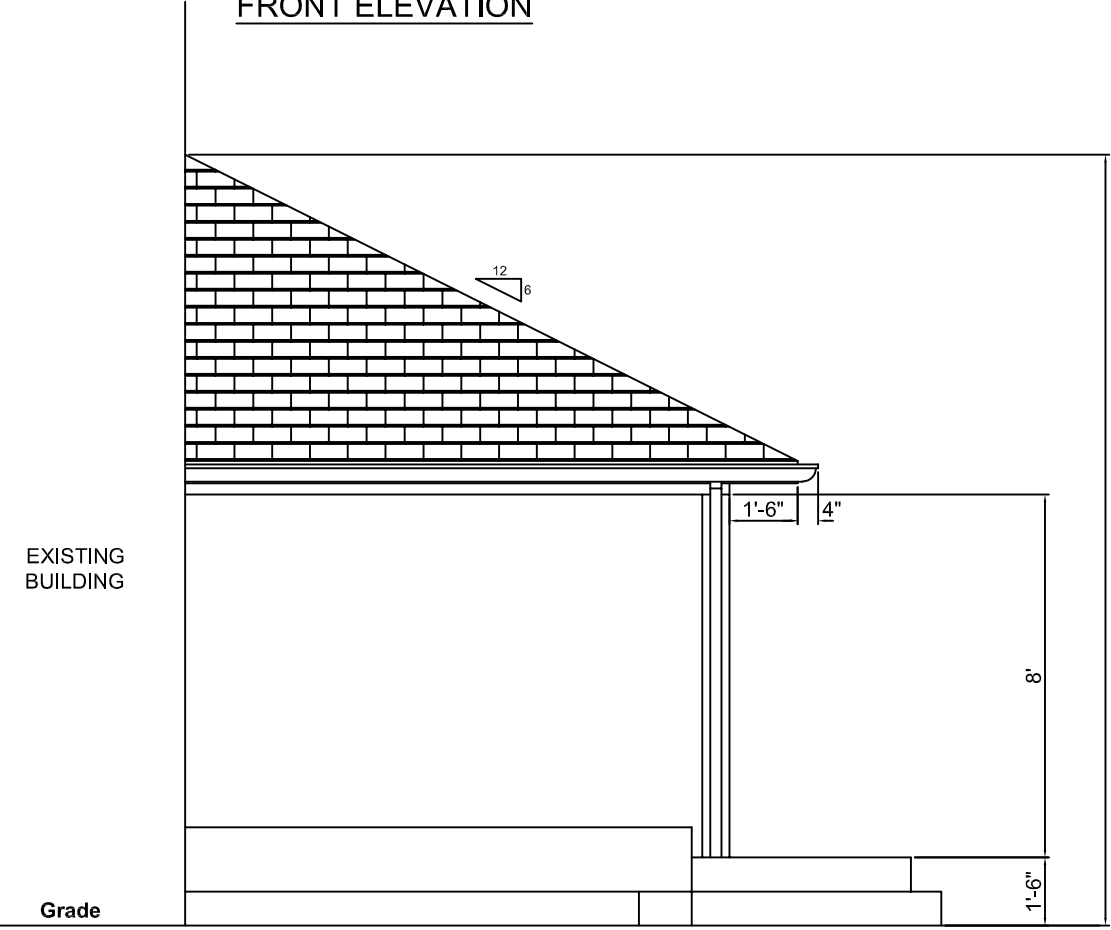 FRONT ELEVATION
12
6
1'-6"
4"
EXISTING
BUILDING
8'
1'-6"
Grade